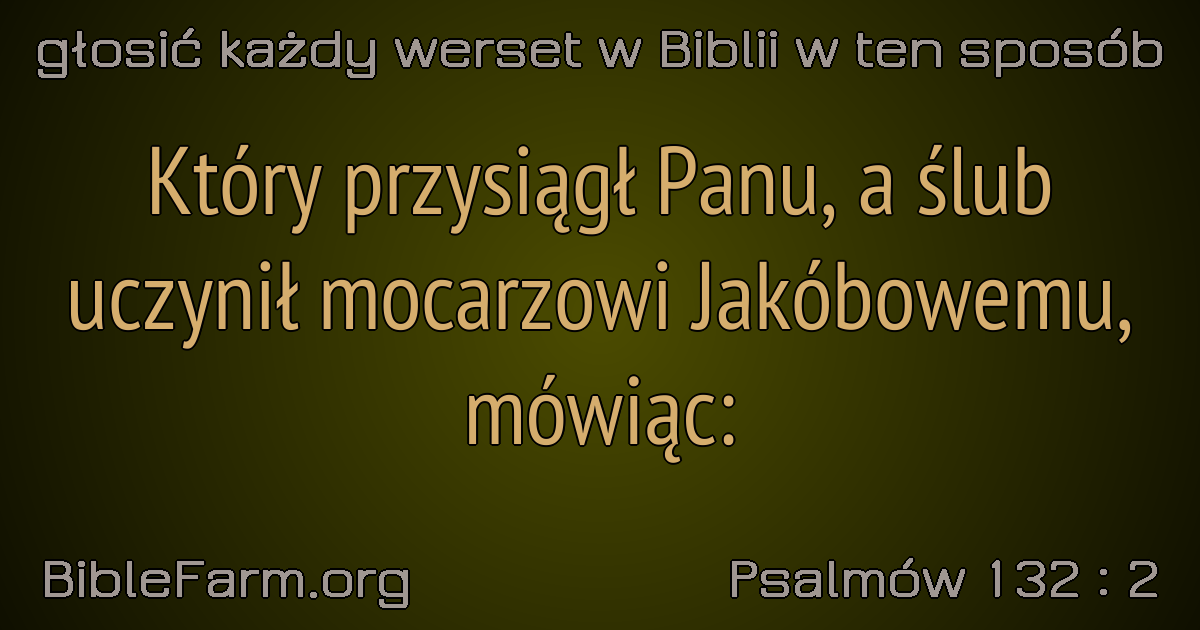 głosić każdy werset w Biblii w ten sposób
Który przysiągł Panu, a ślub
uczynił mocarzowi Jakóbowemu,
mówiąc:
BibleFarm.org
Psalmów 132 : 2